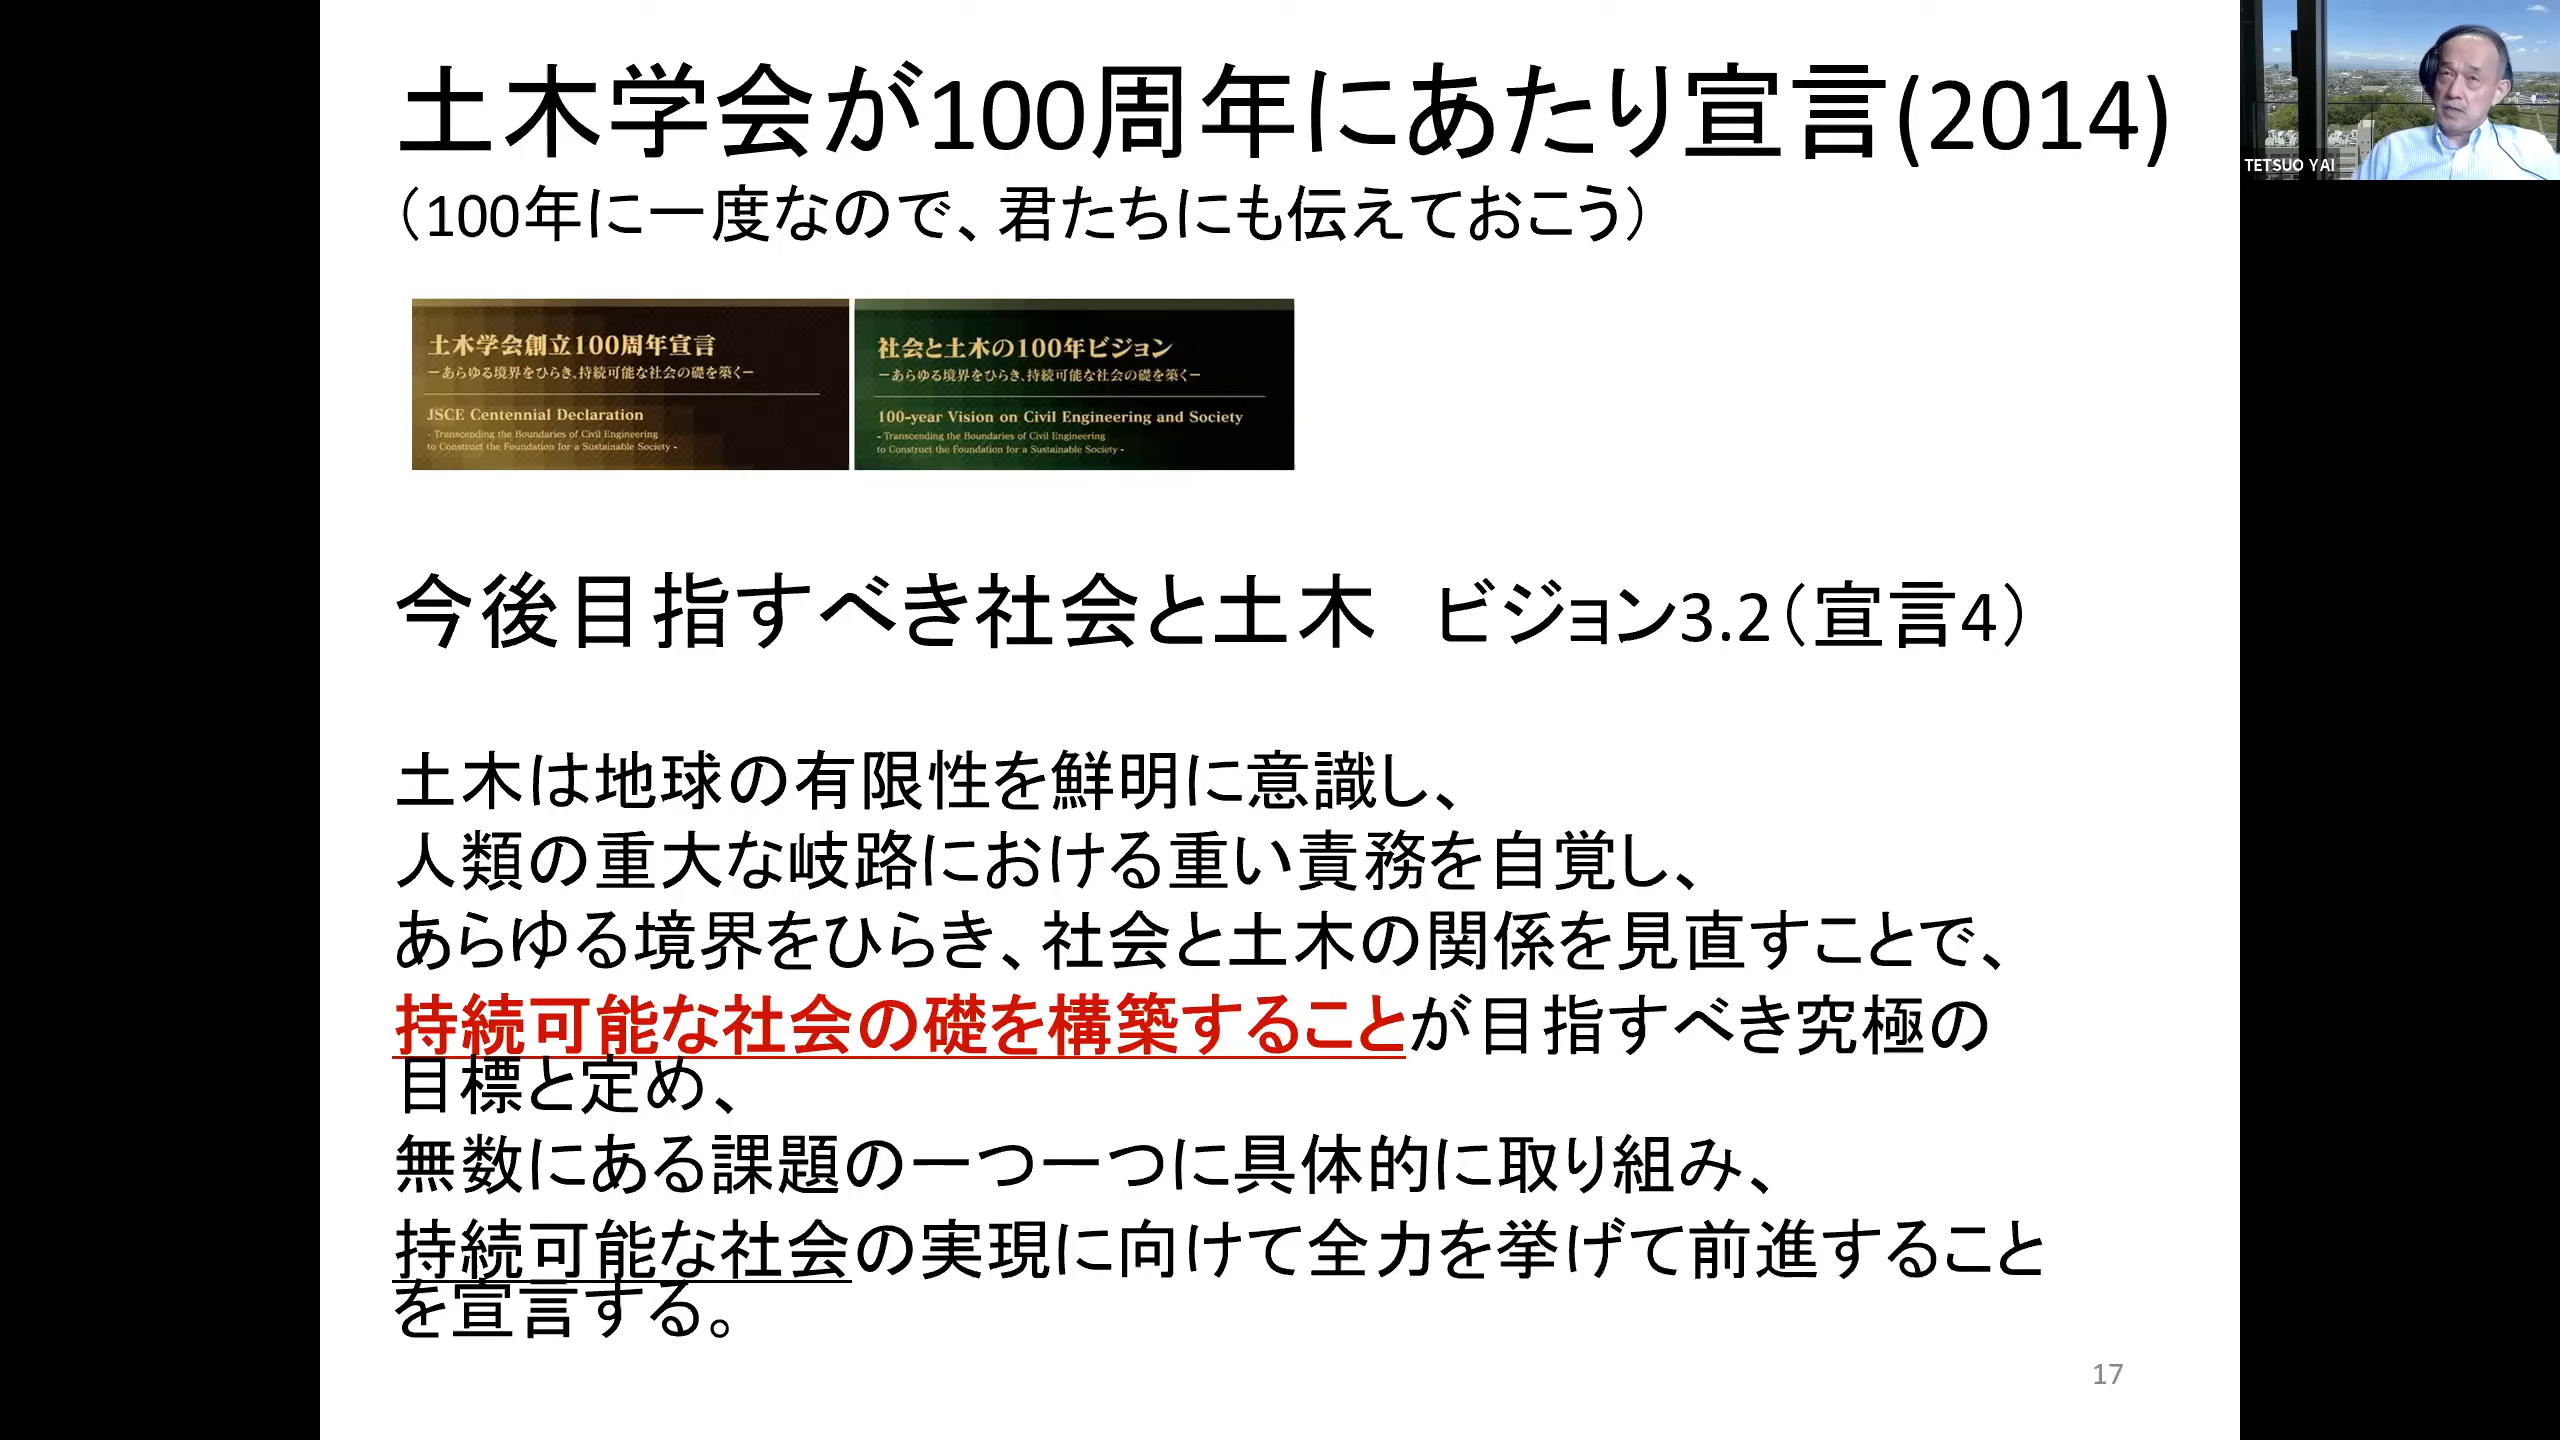 土木学会が100周年にあたり宣言(2014)
（100年に一度なので、君たちにも伝えておこう）
TETSUO YAI
土木学会創立100周年宣言
－あらゆる境界をひらき、持続可能な社会の礎を築く－
JSCE Centennial Declaration
- Transcending the Boundaries of Civil Engineering
to Construct the Foundation for a Sustainable Society -
社会と土木の100年ビジョン
－あらゆる境界をひらき、持続可能な社会の礎を築く－
100-year Vision on Civil Engineering and Society
- Transcending the Boundaries of Civil Engineering
to Construct the Foundation for a Sustainable Society -
今後目指すべき社会と土木　ビジョン3.2（宣言4）
土木は地球の有限性を鮮明に意識し、
人類の重大な岐路における重い責務を自覚し、
あらゆる境界をひらき、社会と土木の関係を見直すことで、
持続可能な社会の礎を構築することが目指すべき究極の
目標と定め、
無数にある課題の一つ一つに具体的に取り組み、
持続可能な社会の実現に向けて全力を挙げて前進すること
を宣言する。
17